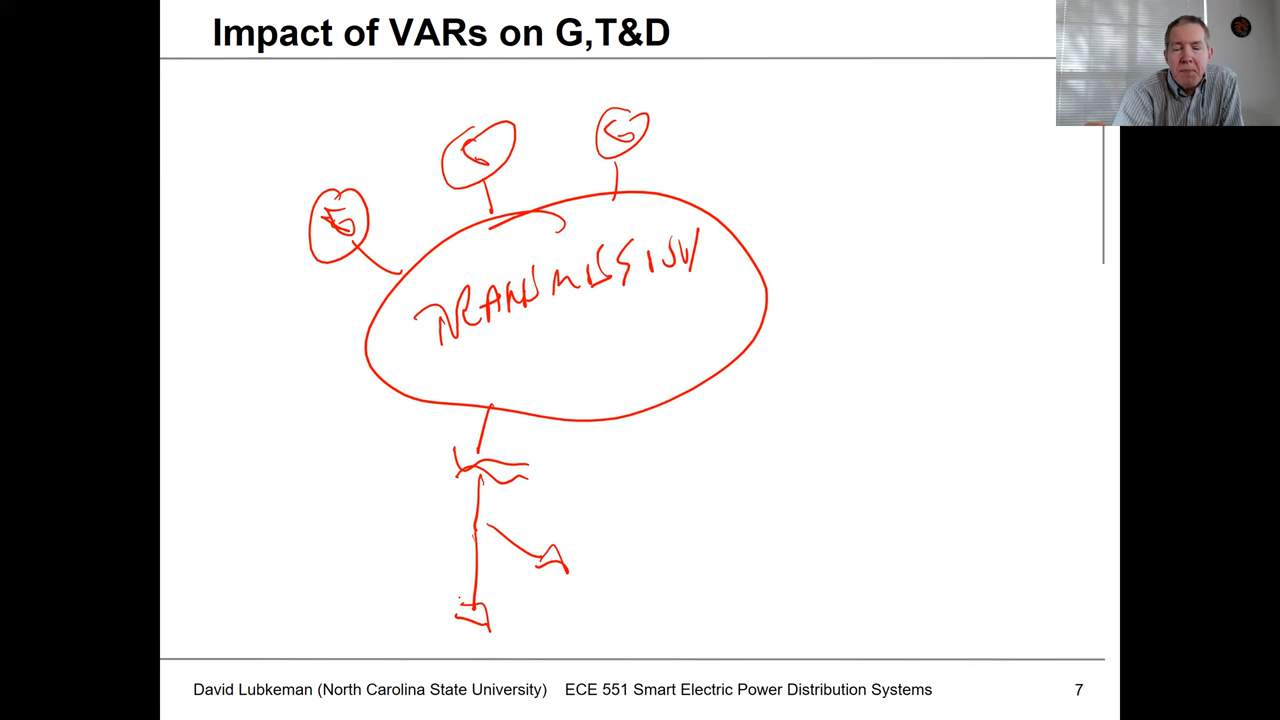 Impact of VARs on G,T&D
G
G
G
TRANSMISSION
David Lubkeman (North Carolina State University) ECE 551 Smart Electric Power Distribution Systems 7